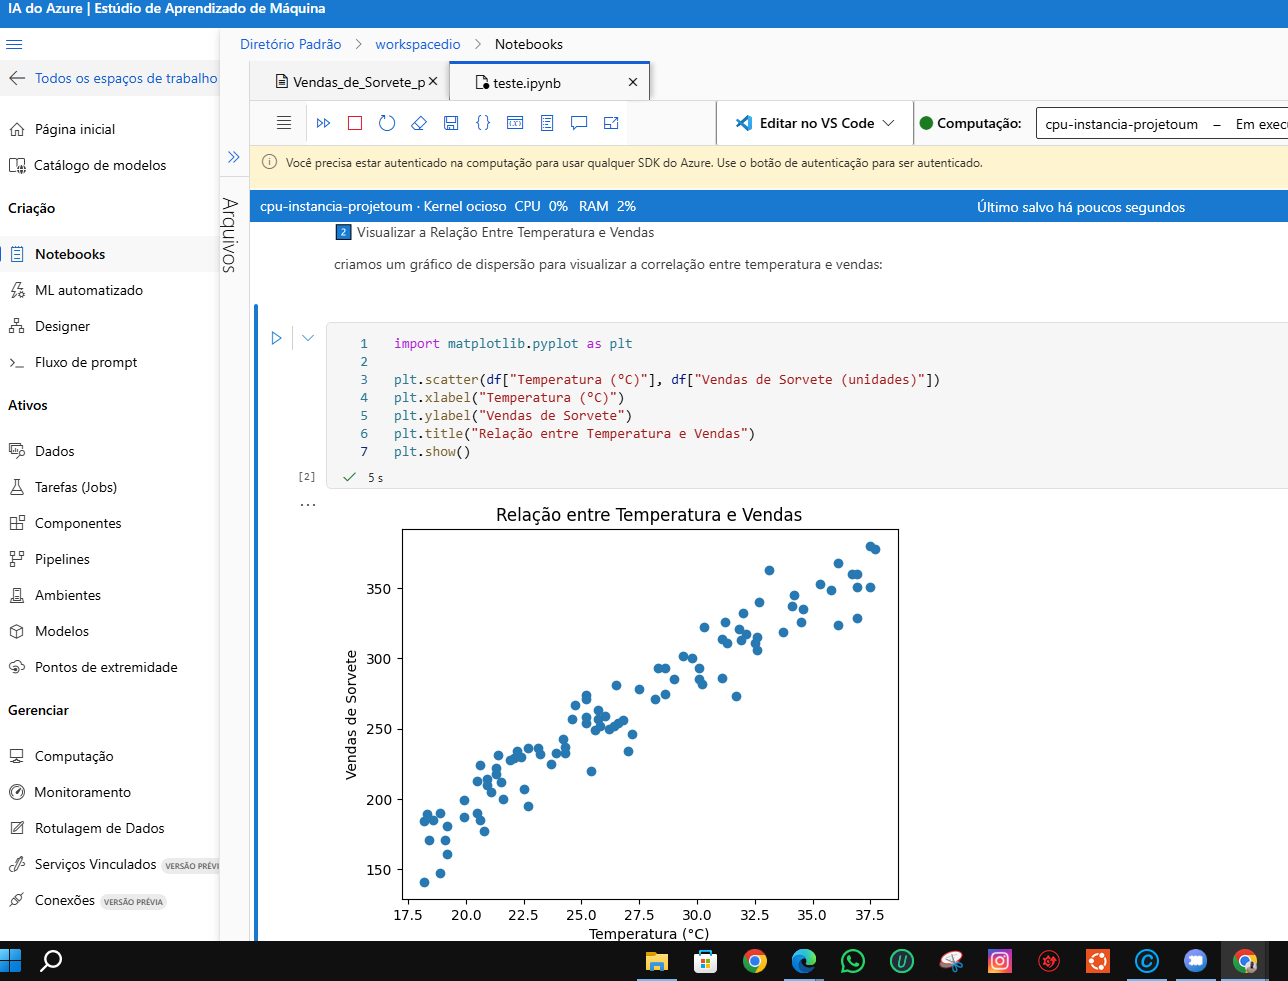 IA do Azure | Estúdio de Aprendizado de Máquina
Diretório Padrão > workspacedio > Notebooks
Todos os espaços de trabalho
Página inicial
Catálogo de modelos
Criação
Notebooks
ML automatizado
Designer
Fluxo de prompt
Ativos
Dados
Tarefas (Jobs)
Componentes
Pipelines
Ambientes
Modelos
Pontos de extremidade
Gerenciar
Computação
Monitoramento
Rotulagem de Dados
Serviços Vinculados VERSÃO PRÉVI
Conexões VERSÃO PRÉVIA
Arquivos
Vendas_de_Sorvete_p
teste.ipynb
Editar no VS Code
Computação:
cpu-instancia-projetoum – Em execu
Você precisa estar autenticado na computação para usar qualquer SDK do Azure. Use o botão de autenticação para ser autenticado.
cpu-instancia-projetoum · Kernel ocioso CPU 0% RAM 2%
Último salvo há poucos segundos
2 Visualizar a Relação Entre Temperatura e Vendas
criamos um gráfico de dispersão para visualizar a correlação entre temperatura e vendas:
1 import matplotlib.pyplot as plt
2
3 plt.scatter(df["Temperatura (ºC)"], df["Vendas de Sorvete (unidades)"])
4 plt.xlabel("Temperatura (ºC)")
5 plt.ylabel("Vendas de Sorvete")
6 plt.title("Relação entre Temperatura e Vendas")
7 plt.show()
[2] 5 s
...
Relação entre Temperatura e Vendas
350
300
250
200
150
Vendas de Sorvete
17.5 20.0 22.5 25.0 27.5 30.0 32.5 35.0 37.5
Temperatura (°C)